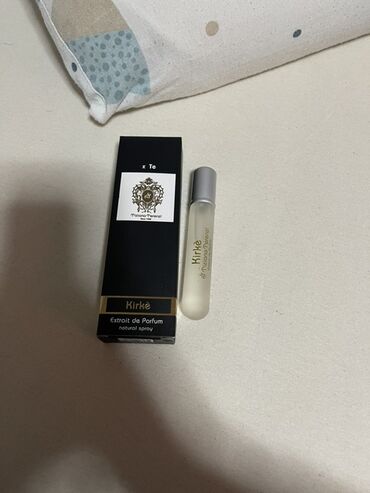 x Te
Tiziana Terenzi
Kirkè
Extrait de Parfum
natural spray
Kirkè
Tiziana Terenzi